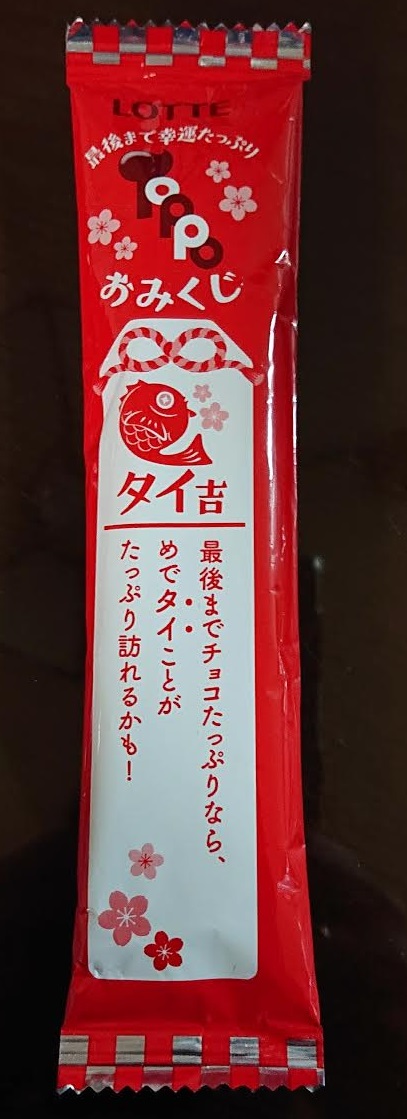 LOTTE
最後まで幸運たっぷり
Toppo
おみくじ
タイ吉
最後までチョコたっぷりなら、
めでタイことが
たっぷり訪れるかも！